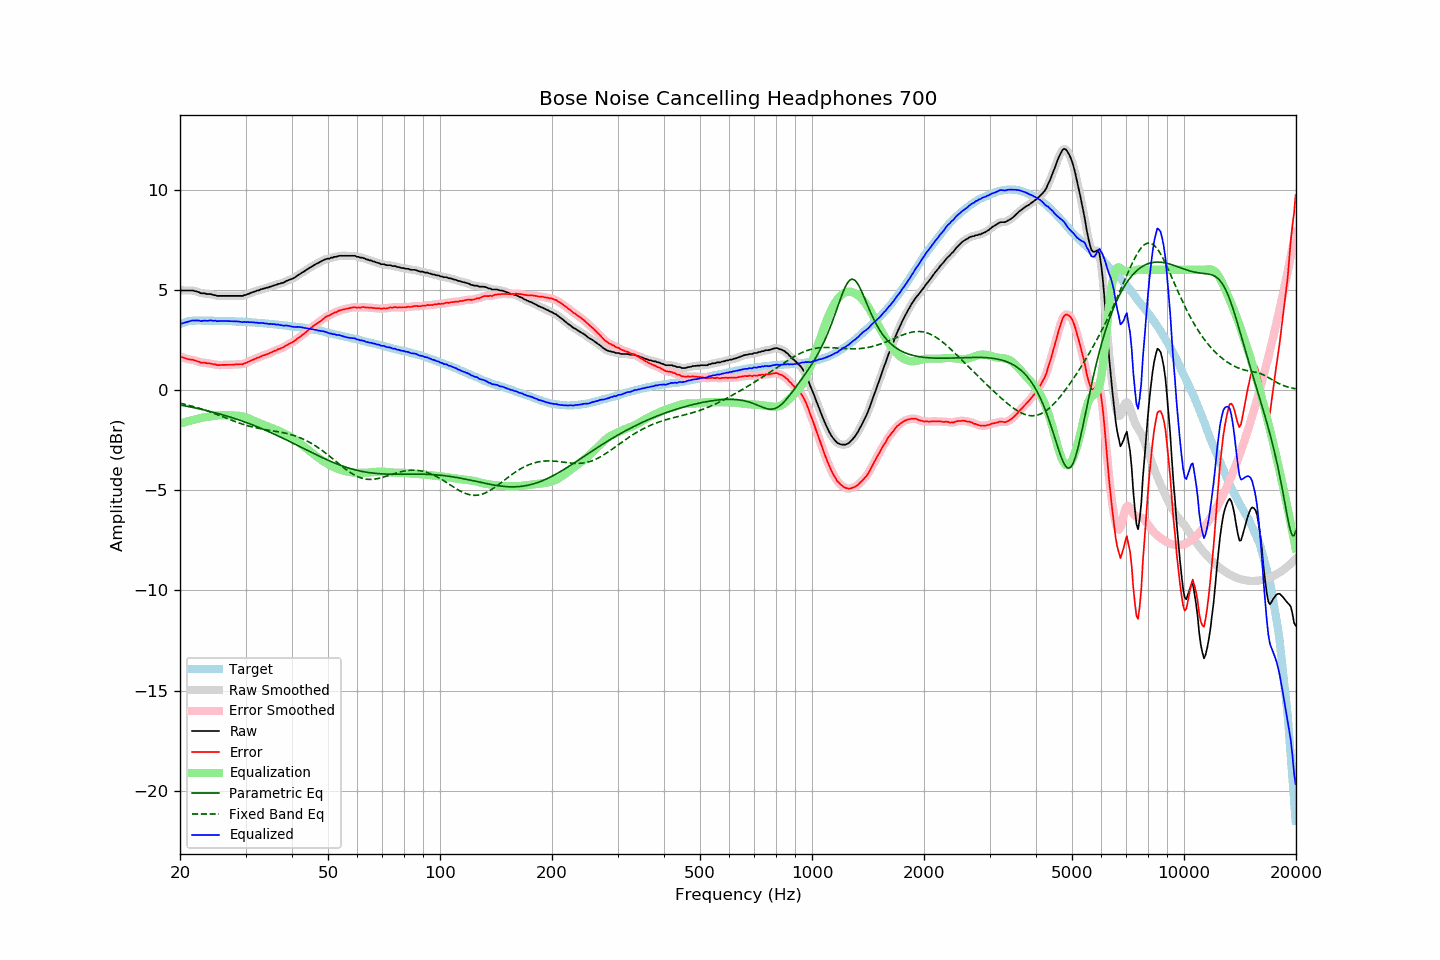 Bose Noise Cancelling Headphones 700
Amplitude (dBr)
10
5
0
−5
−10
−15
−20
Target
Raw Smoothed
Error Smoothed
Raw
Error
Equalization
Parametric Eq
Fixed Band Eq
Equalized
20 50 100 200 500 1000 2000 5000 10000 20000
Frequency (Hz)